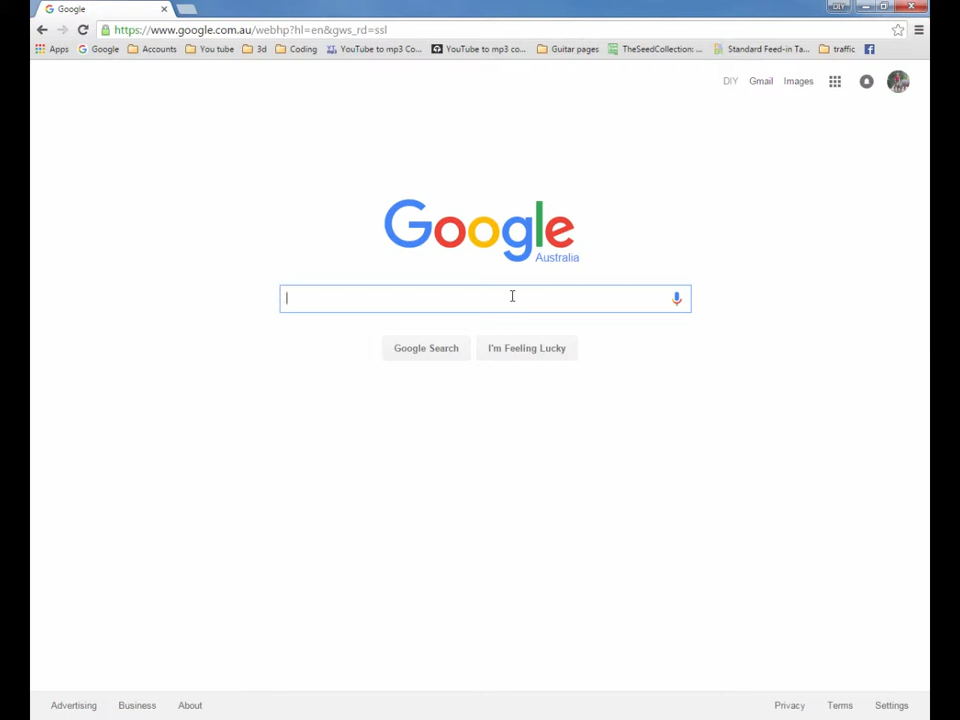 Google
DIY
https://www.google.com.au/webhp?hl=en&gws_rd=ssl
Apps Google Accounts You tube 3d Coding YouTube to mp3 Co... YouTube to mp3 co... Guitar pages TheSeedCollection: ... Standard Feed-in Ta... traffic
DIY Gmail Images
Google
Australia
Google Search I'm Feeling Lucky
Advertising Business About Privacy Terms Settings